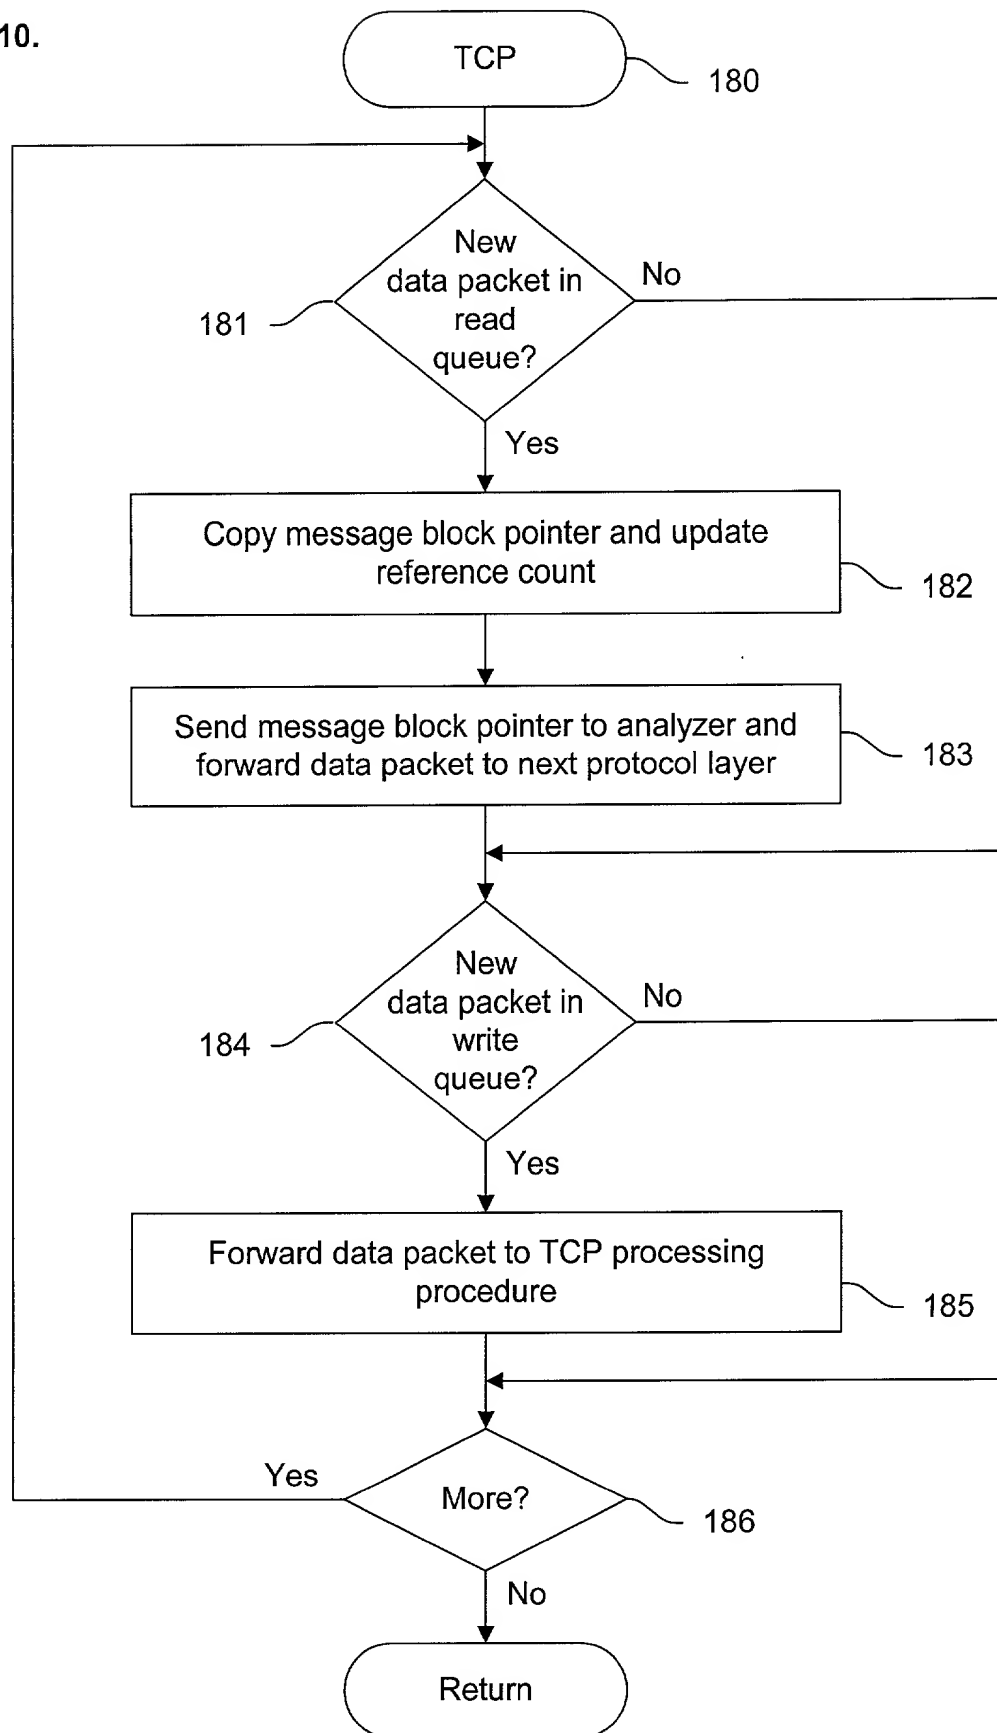 10.
TCP
180
New
data packet in
read
queue?
No
181
Yes
Copy message block pointer and update
reference count
182
Send message block pointer to analyzer and
forward data packet to next protocol layer
183
New
data packet in
write
queue?
No
184
Yes
Forward data packet to TCP processing
procedure
185
Yes
More?
186
No
Return